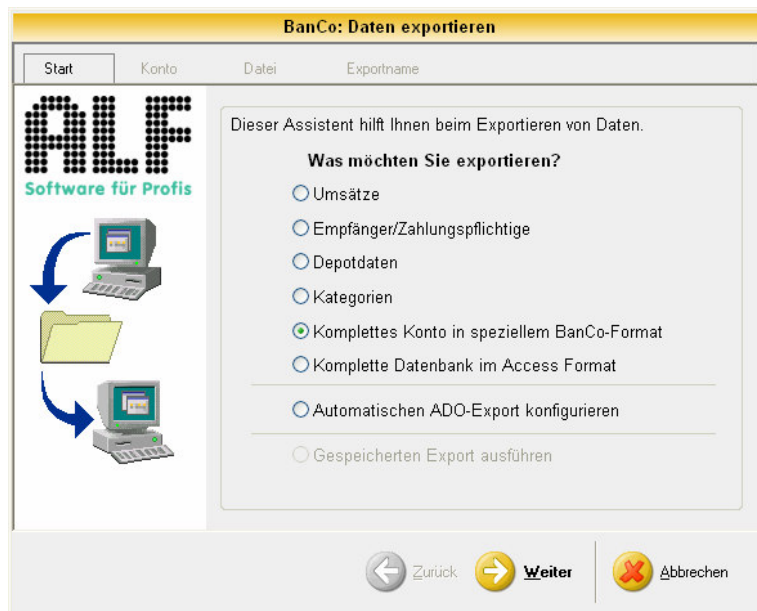 BanCo: Daten exportieren
Start
Konto
Datei
Exportname
ALF
Software für Profis
Dieser Assistent hilft Ihnen beim Exportieren von Daten.
Was möchten Sie exportieren?
Umsätze
Empfänger/Zahlungspflichtige
Depotdaten
Kategorien
Komplettes Konto in speziellem BanCo-Format
Komplette Datenbank im Access Format
Automatischen ADO-Export konfigurieren
Gespeicherten Export ausführen
Zurück
Weiter
Abbrechen